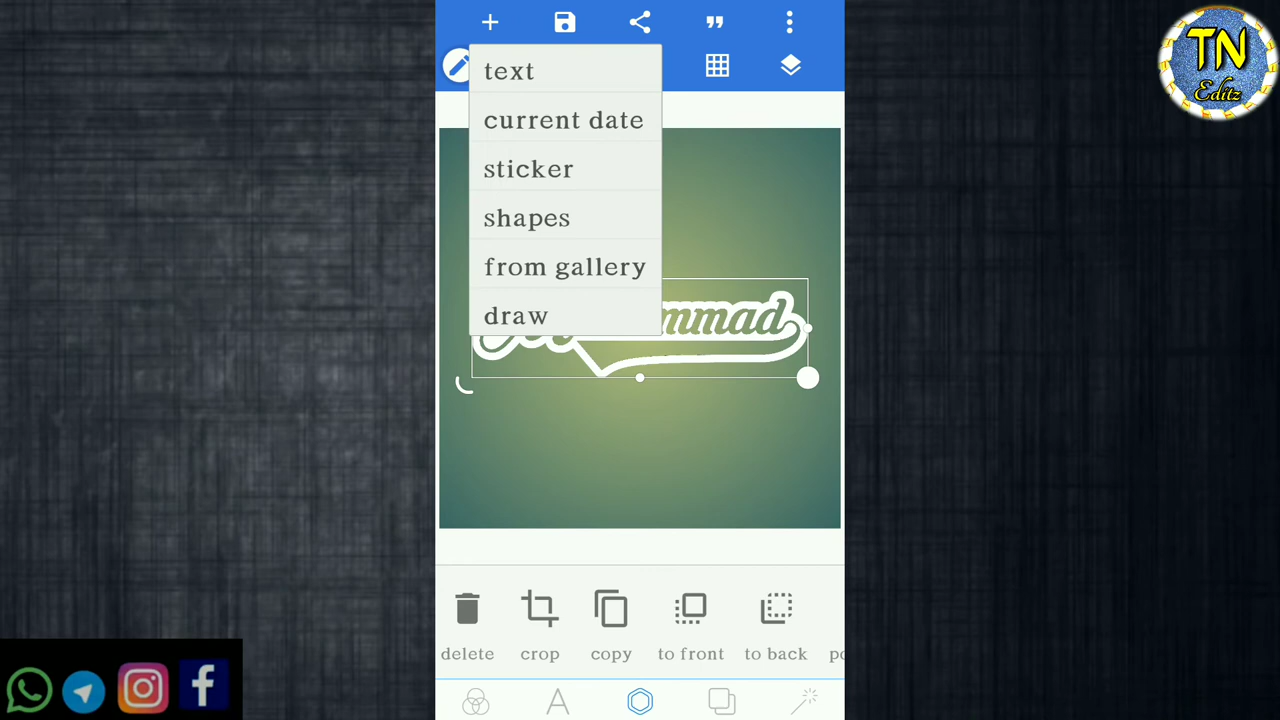 TN
Editz
text
current date
sticker
shapes
from gallery
draw
mmad
delete
crop
copy
to front
to back